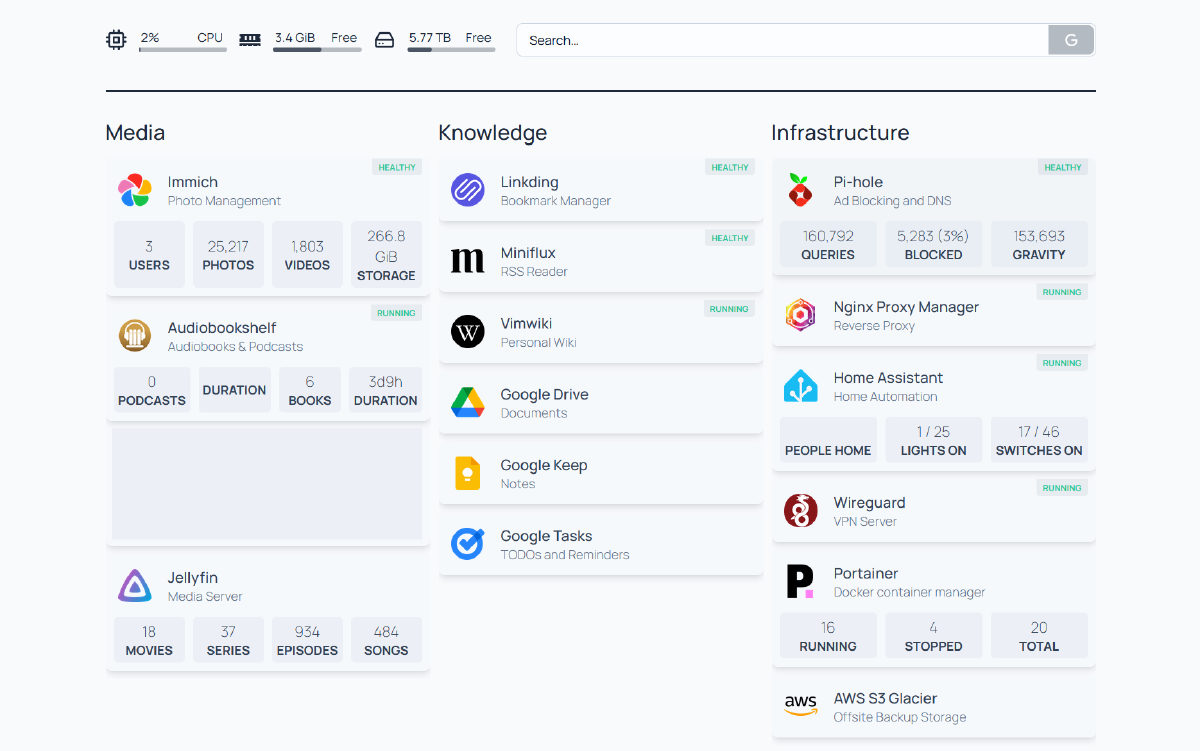 2% CPU 3.4 GiB Free 5.77 TB Free Search... G
Media
HEALTHY
Immich
Photo Management
3 25,217 1,803 266.8 GiB
USERS PHOTOS VIDEOS STORAGE
RUNNING
Audiobookshelf
Audiobooks & Podcasts
0 6 3d9h
PODCASTS DURATION BOOKS DURATION
Jellyfin
Media Server
18 37 934 484
MOVIES SERIES EPISODES SONGS
Knowledge
HEALTHY
Linkding
Bookmark Manager
HEALTHY
m Miniflux
RSS Reader
RUNNING
W Vimwiki
Personal Wiki
Google Drive
Documents
Google Keep
Notes
Google Tasks
TODOs and Reminders
Infrastructure
HEALTHY
Pi-hole
Ad Blocking and DNS
160,792 5,283 (3%) 153,693
QUERIES BLOCKED GRAVITY
RUNNING
Nginx Proxy Manager
Reverse Proxy
RUNNING
Home Assistant
Home Automation
1 / 25 17 / 46
PEOPLE HOME LIGHTS ON SWITCHES ON
RUNNING
Wireguard
VPN Server
P Portainer
Docker container manager
16 4 20
RUNNING STOPPED TOTAL
aws AWS S3 Glacier
Offsite Backup Storage